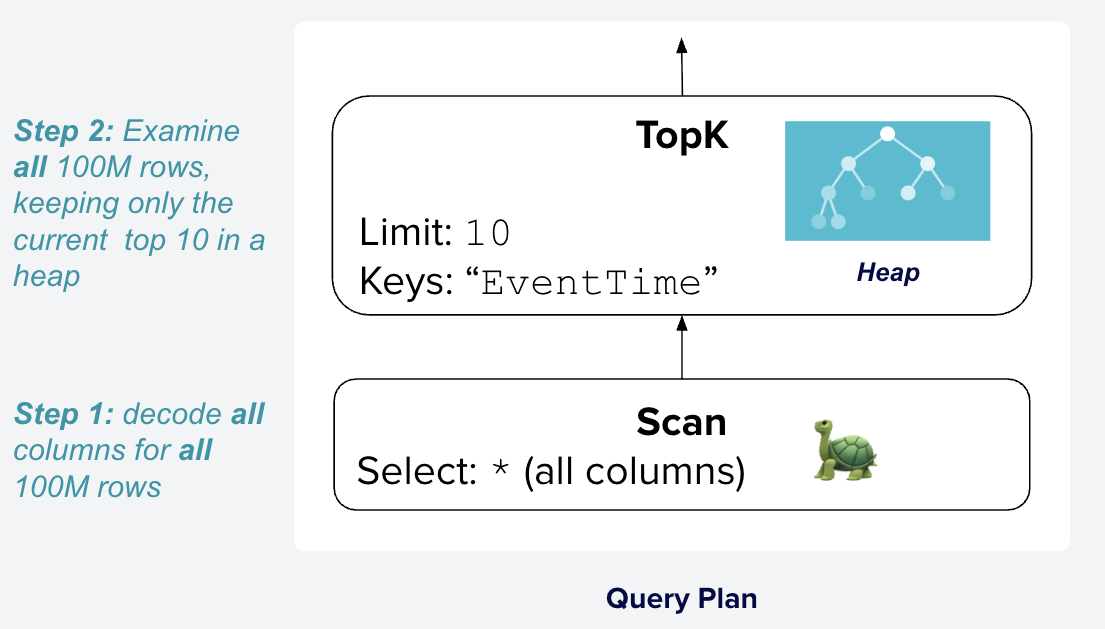 Step 2: Examine
all 100M rows,
keeping only the
current  top 10 in a
heap
TopK
Limit: 10
Keys: “EventTime”
Heap
Step 1: decode all
columns for all
100M rows
Scan
Select: * (all columns)
Query Plan